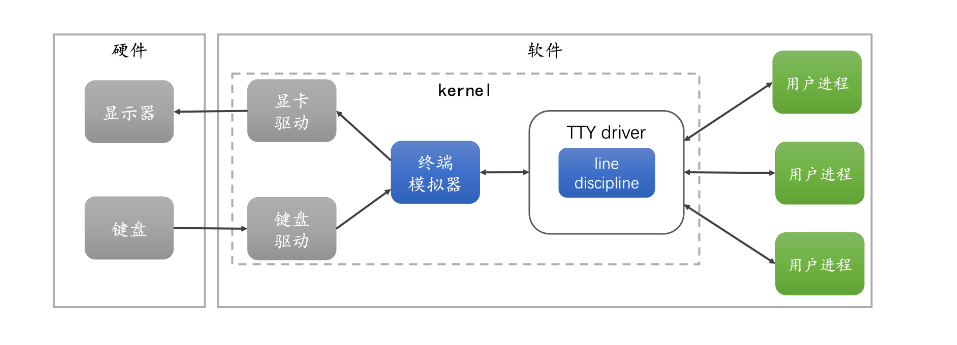 硬件
软件
kernel
显示器
显卡
驱动
终端
模拟器
TTY driver
line
discipline
用户进程
用户进程
键盘
键盘
驱动
用户进程